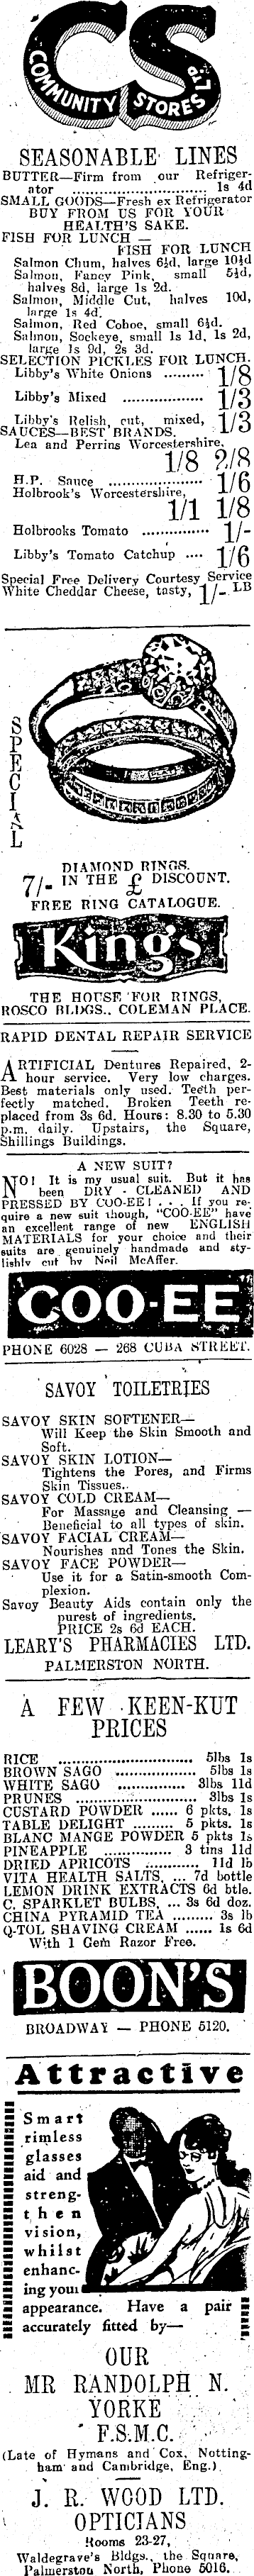 CS
COMMUNITY STORES LTD
SEASONABLE LINES
BUTTER—Firm from our Refriger-
ator .............................. 1s 4d
SMALL GOODS—Fresh ex Refrigerator
BUY FROM US FOR YOUR
HEALTH'S SAKE.
FISH FOR LUNCH —
FISH FOR LUNCH
Salmon Chum, halves 6½d, large 10½d
Salmon, Fancy Pink, small 5½d,
halves 8d, large 1s 2d.
Salmon, Middle Cut, halves 10d,
large 1s 4d.
Salmon, Red Cohoe, small 6½d.
Salmon, Sockeye, small 1s 1d, 1s 2d,
large 1s 9d, 2s 3d.
SELECTION PICKLES FOR LUNCH.
Libby's White Onions ......... 1/8
Libby's Mixed .................. 1/3
Libby's Relish, cut, mixed, 1/3
SAUCES—BEST BRANDS
Lea and Perrins Worcestershire,
1/8 2/8
H.P. Sauce ..................... 1/6
Holbrook's Worcestershire,
1/1 1/8
Holbrooks Tomato ............... 1/-
Libby's Tomato Catchup .... 1/6
Special Free Delivery Courtesy Service
White Cheddar Cheese, tasty, 1/- LB
SPECIAL
DIAMOND RINGS.
7/- IN THE £ DISCOUNT.
FREE RING CATALOGUE.
King's
THE HOUSE FOR RINGS,
ROSCO BLDGS., COLEMAN PLACE.
RAPID DENTAL REPAIR SERVICE
ARTIFICIAL Dentures Repaired, 2-
hour service. Very low charges.
Best materials only used. Teeth per-
fectly matched. Broken Teeth re-
placed from 3s 6d. Hours: 8.30 to 5.30
p.m. daily. Upstairs, the Square,
Shillings Buildings.
A NEW SUIT?
NO! It is my usual suit. But it has
been DRY - CLEANED AND
PRESSED BY COO-EE! . . . If you re-
quire a new suit though, "COO-EE" have
an excellent range of new ENGLISH
MATERIALS for your choice and their
suits are genuinely handmade and sty-
lishly cut by Neil McAffer.
COO-EE
PHONE 6028 — 268 CUBA STREET.
SAVOY TOILETRIES
SAVOY SKIN SOFTENER—
Will Keep the Skin Smooth and
Soft.
SAVOY SKIN LOTION—
Tightens the Pores, and Firms
Skin Tissues.
SAVOY COLD CREAM—
For Massage and Cleansing —
Beneficial to all types of skin.
SAVOY FACIAL CREAM—
Nourishes and Tones the Skin.
SAVOY FACE POWDER—
Use it for a Satin-smooth Com-
plexion.
Savoy Beauty Aids contain only the
purest of ingredients.
PRICE 2s 6d EACH.
LEARY'S PHARMACIES LTD.
PALMERSTON NORTH.
A FEW KEEN-KUT
PRICES
RICE ............................ 5lbs 1s
BROWN SAGO ................. 5lbs 1s
WHITE SAGO .............. 3lbs 11d
PRUNES ......................... 3lbs 1s
CUSTARD POWDER ...... 6 pkts. 1s
TABLE DELIGHT ........ 5 pkts. 1s
BLANC MANGE POWDER 5 pkts 1s
PINEAPPLE .............. 3 tins 11d
DRIED APRICOTS ........... 11d lb
VITA HEALTH SALTS, ... 7d bottle
LEMON DRINK EXTRACTS 6d btle.
C. SPARKLET BULBS, ... 3s 6d doz.
CHINA PYRAMID TEA ......... 3s lb
Q-TOL SHAVING CREAM ...... 1s 6d
With 1 Gem Razor Free.
BOON'S
BROADWAY — PHONE 5120.
Attractive
Smart
rimless
glasses
aid and
streng-
then
vision,
whilst
enhanc-
ing your
appearance. Have a pair
accurately fitted by—
OUR
MR RANDOLPH N.
YORKE
F.S.M.C.
(Late of Hymans and Cox, Notting-
ham and Cambridge, Eng.)
J. R. WOOD LTD.
OPTICIANS
Rooms 23-27,
Waldegrave's Bldgs., the Square,
Palmerston North, Phone 5016.